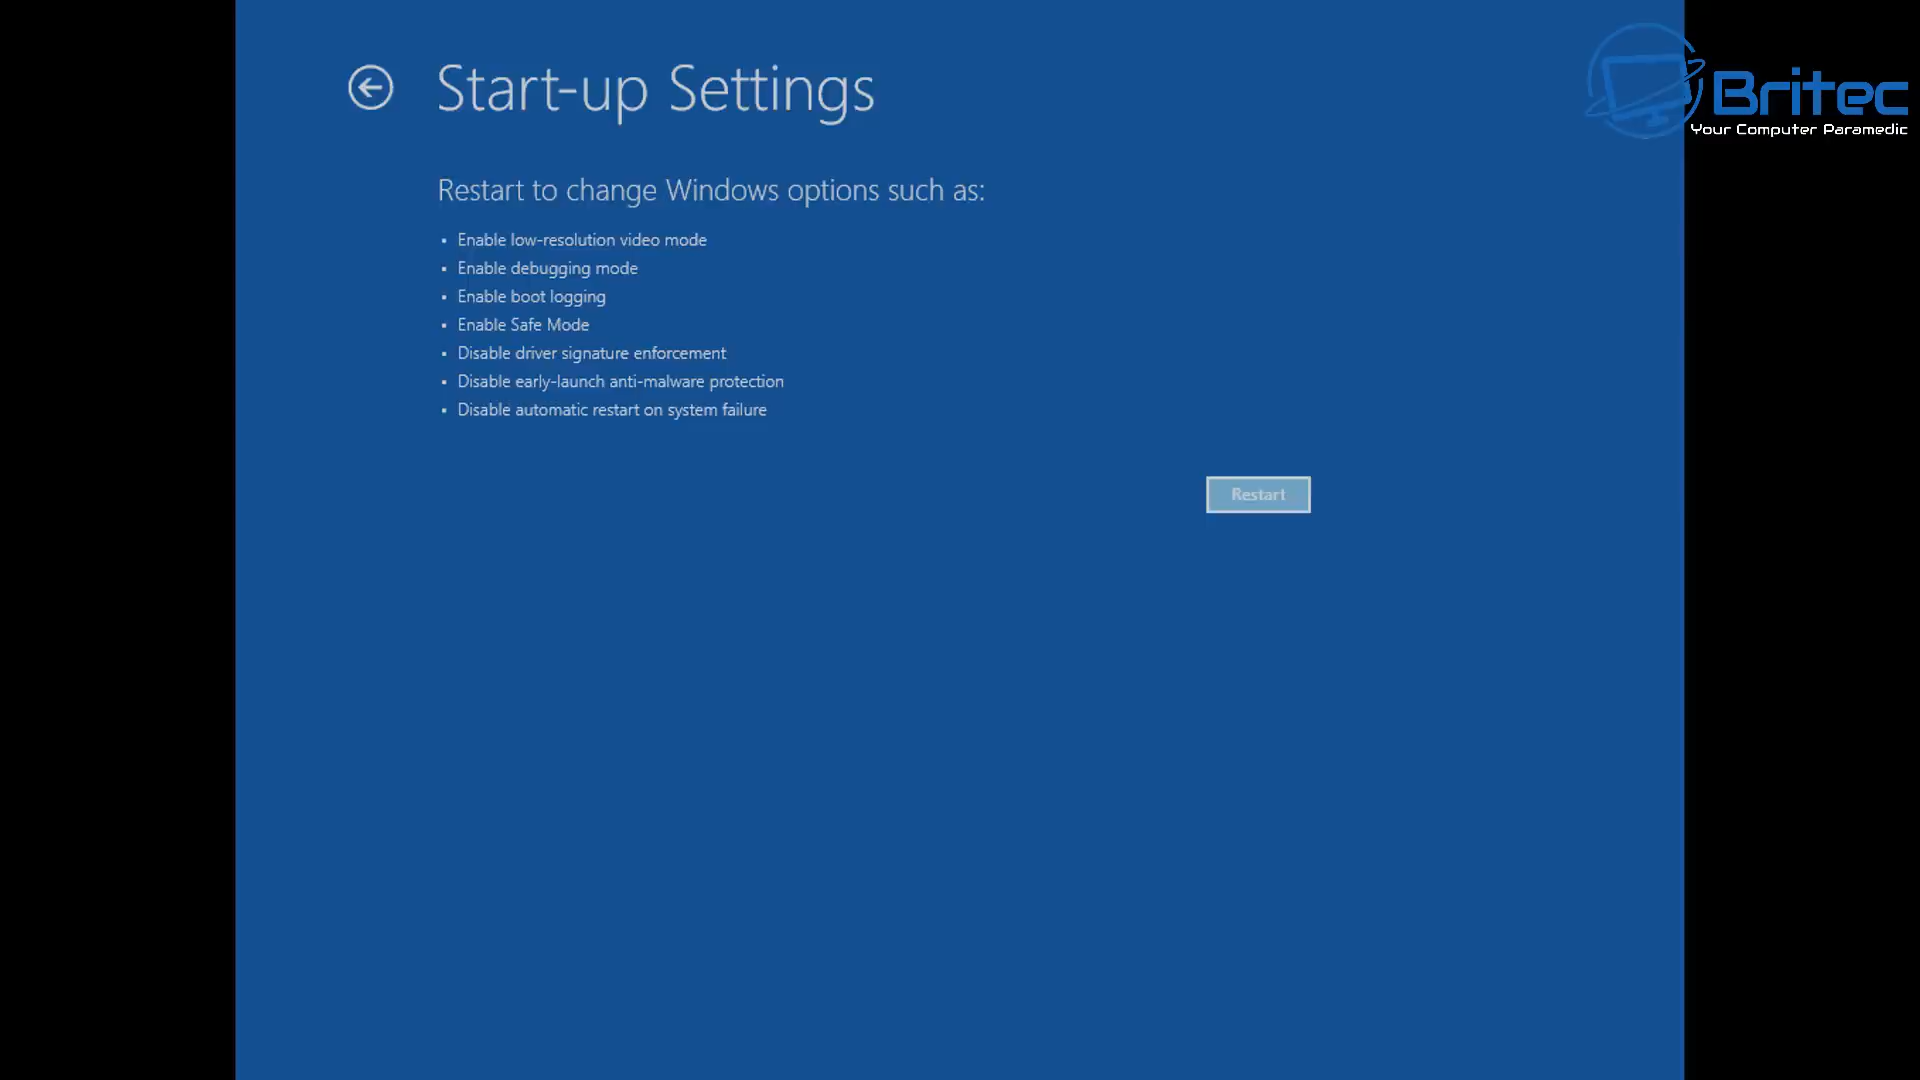 Start-up Settings
Restart to change Windows options such as:
• Enable low-resolution video mode
• Enable debugging mode
• Enable boot logging
• Enable Safe Mode
• Disable driver signature enforcement
• Disable early-launch anti-malware protection
• Disable automatic restart on system failure
Restart
Britec
Your Computer Paramedic